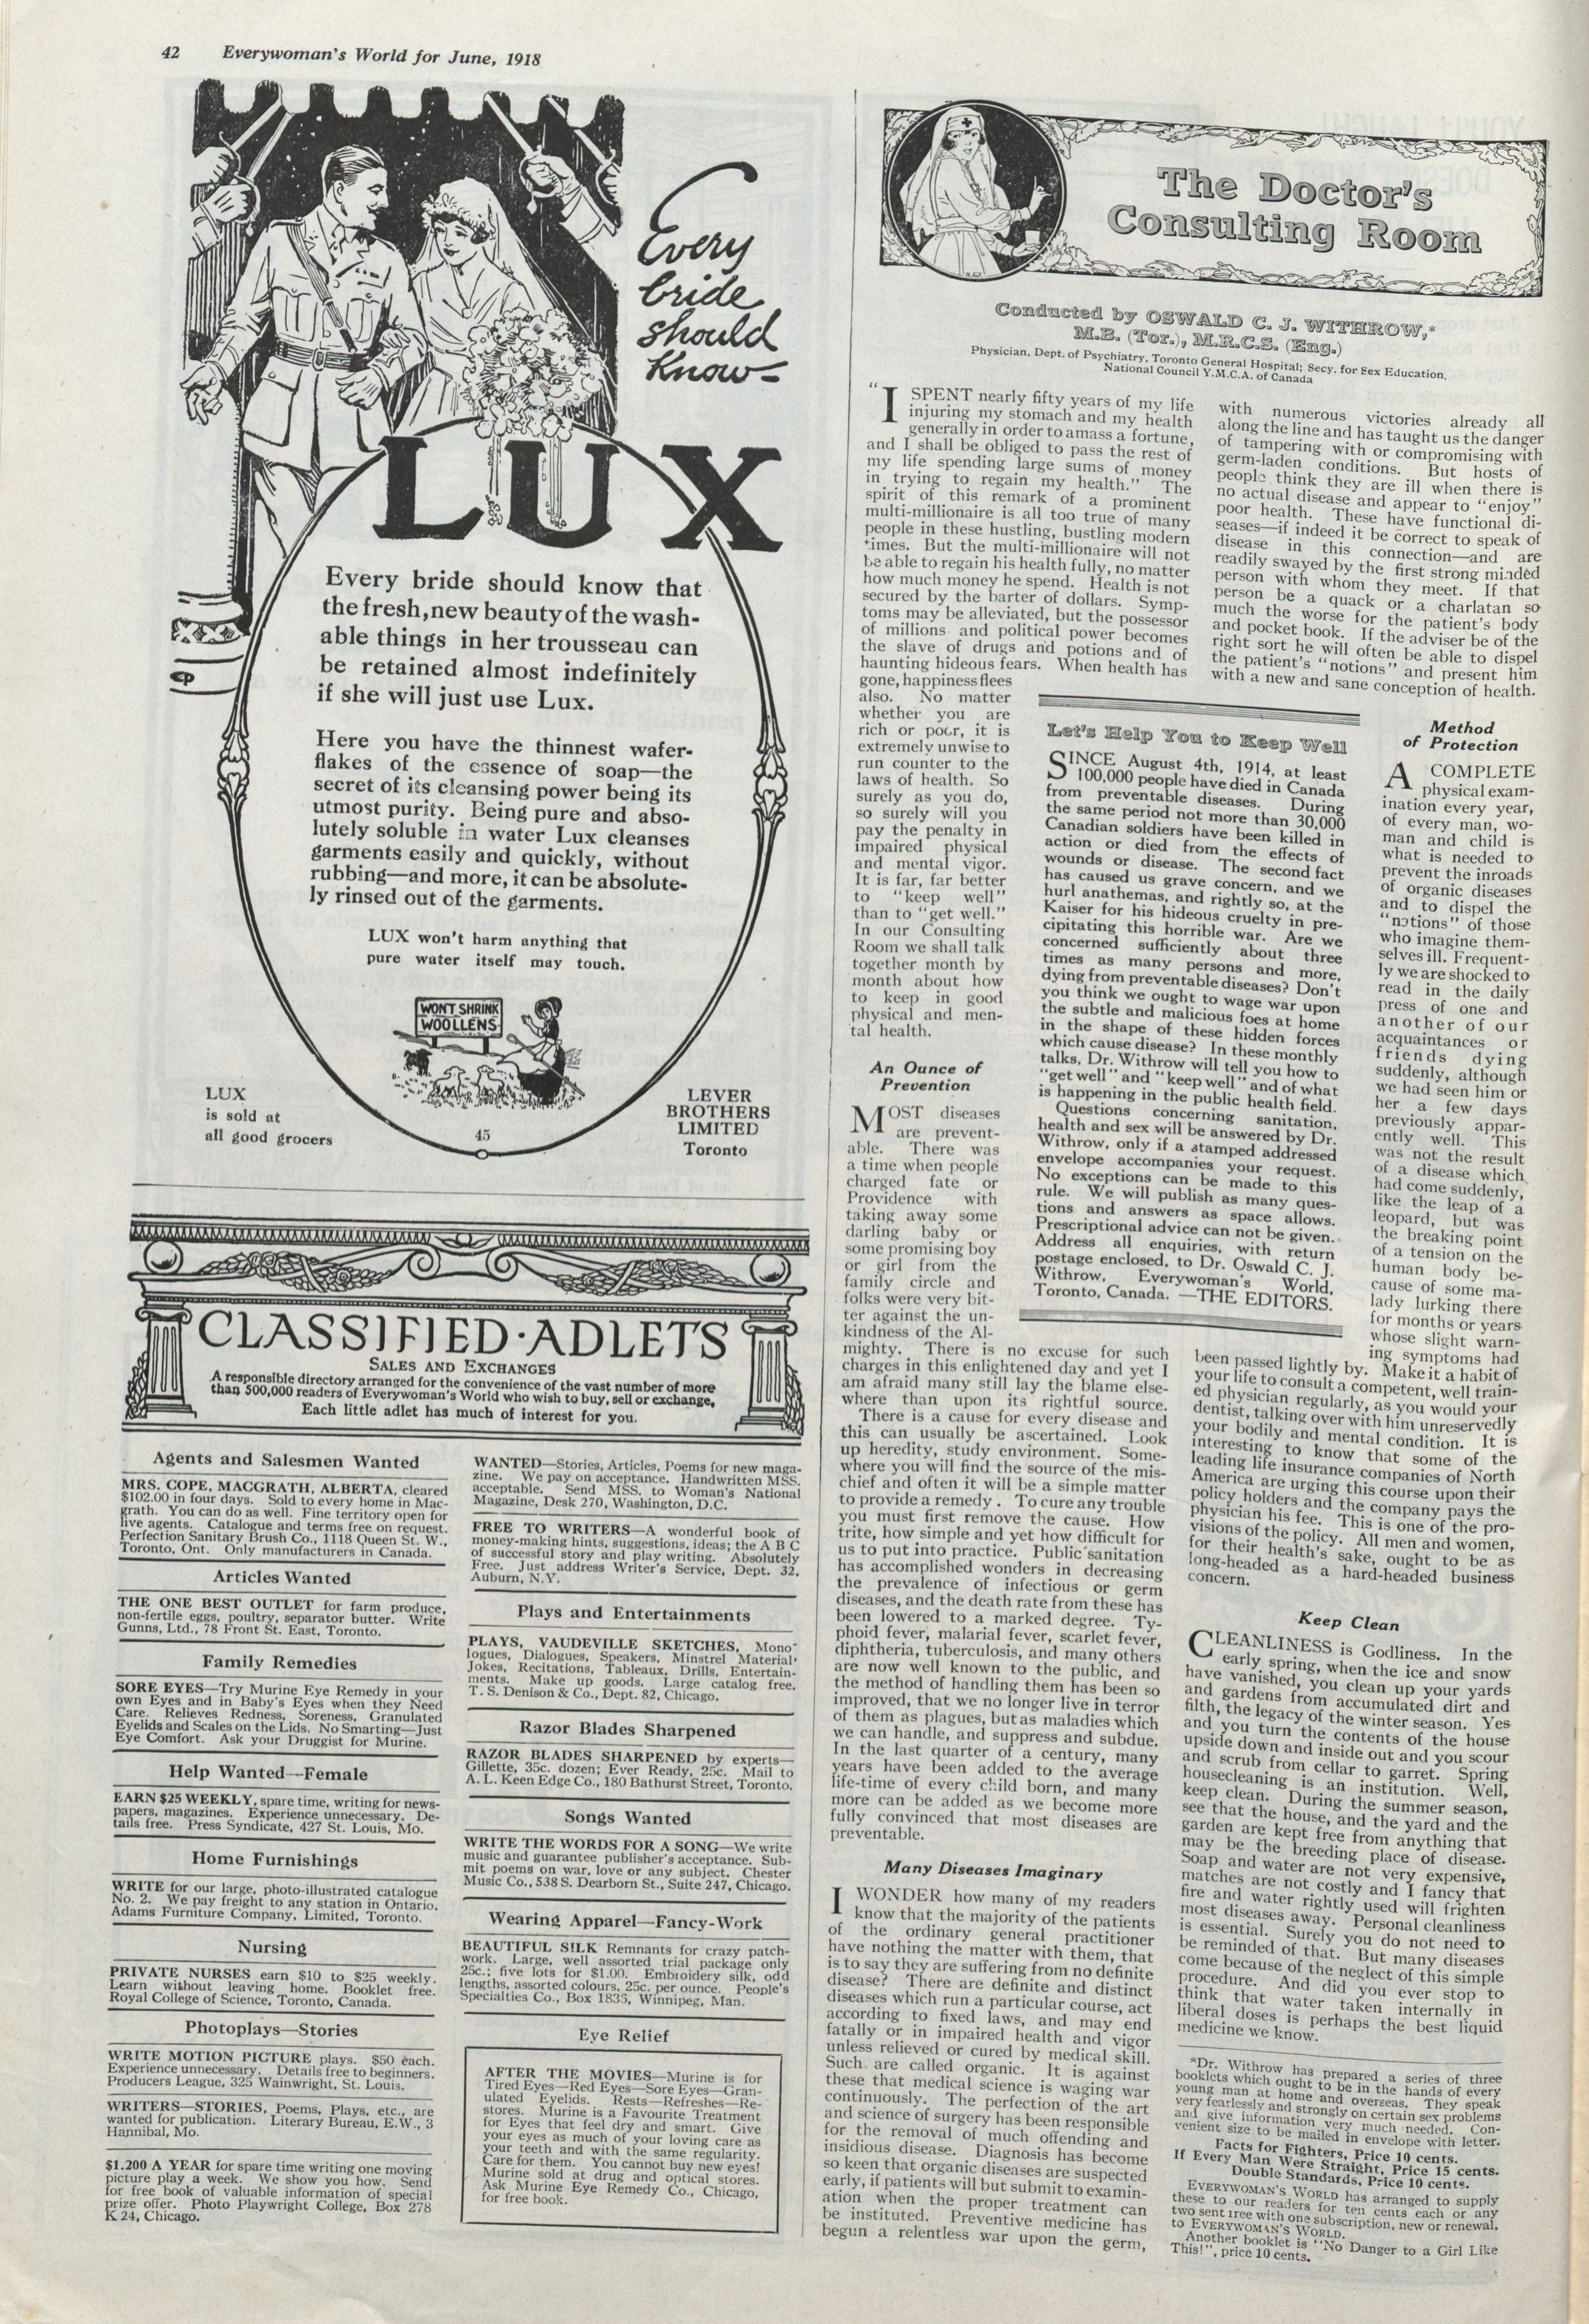 42 Everywoman's World for June, 1918
Every
bride
should
Know—
LUX
Every bride should know that
the fresh, new beauty of the wash-
able things in her trousseau can
be retained almost indefinitely
if she will just use Lux.
Here you have the thinnest wafer-
flakes of the essence of soap—the
secret of its cleansing power being its
utmost purity. Being pure and abso-
lutely soluble in water Lux cleanses
garments easily and quickly, without
rubbing—and more, it can be absolute-
ly rinsed out of the garments.
LUX won't harm anything that
pure water itself may touch.
WON'T SHRINK
WOOLLENS
LUX
is sold at
all good grocers
45
LEVER
BROTHERS
LIMITED
Toronto
CLASSIFIED·ADLETS
SALES AND EXCHANGES
A responsible directory arranged for the convenience of the vast number of more
than 500,000 readers of Everywoman's World who wish to buy, sell or exchange,
Each little adlet has much of interest for you.
Agents and Salesmen Wanted
MRS. COPE, MACGRATH, ALBERTA, cleared
$102.00 in four days. Sold to every home in Mac-
grath. You can do as well. Fine territory open for
live agents. Catalogue and terms free on request.
Perfection Sanitary Brush Co., 1118 Queen St. W.,
Toronto, Ont. Only manufacturers in Canada.
Articles Wanted
THE ONE BEST OUTLET for farm produce,
non-fertile eggs, poultry, separator butter. Write
Gunns, Ltd., 78 Front St. East, Toronto.
Family Remedies
SORE EYES—Try Murine Eye Remedy in your
own Eyes and in Baby's Eyes when they Need
Care. Relieves Redness, Soreness, Granulated
Eyelids and Scales on the Lids. No Smarting—Just
Eye Comfort. Ask your Druggist for Murine.
Help Wanted—Female
EARN $25 WEEKLY, spare time, writing for news-
papers, magazines. Experience unnecessary. De-
tails free. Press Syndicate, 427 St. Louis, Mo.
Home Furnishings
WRITE for our large, photo-illustrated catalogue
No. 2. We pay freight to any station in Ontario.
Adams Furniture Company, Limited, Toronto.
Nursing
PRIVATE NURSES earn $10 to $25 weekly.
Learn without leaving home. Booklet free.
Royal College of Science, Toronto, Canada.
Photoplays—Stories
WRITE MOTION PICTURE plays. $50 each.
Experience unnecessary. Details free to beginners.
Producers League, 325 Wainwright, St. Louis.
WRITERS—STORIES, Poems, Plays, etc., are
wanted for publication. Literary Bureau, E.W., 3
Hannibal, Mo.
$1.200 A YEAR for spare time writing one moving
picture play a week. We show you how. Send
for free book of valuable information of special
prize offer. Photo Playwright College, Box 278
K 24, Chicago.
WANTED—Stories, Articles, Poems for new maga-
zine. We pay on acceptance. Handwritten MSS.
acceptable. Send MSS. to Woman's National
Magazine, Desk 270, Washington, D.C.
FREE TO WRITERS—A wonderful book of
money-making hints, suggestions, ideas; the A B C
of successful story and play writing. Absolutely
Free. Just address Writer's Service, Dept. 32,
Auburn, N.Y.
Plays and Entertainments
PLAYS, VAUDEVILLE SKETCHES, Mono-
logues, Dialogues, Speakers, Minstrel Material,
Jokes, Recitations, Tableaux, Drills, Entertain-
ments. Make up goods. Large catalog free.
T. S. Denison & Co., Dept. 82, Chicago.
Razor Blades Sharpened
RAZOR BLADES SHARPENED by experts—
Gillette, 35c. dozen; Ever Ready, 25c. Mail to
A. L. Keen Edge Co., 180 Bathurst Street, Toronto.
Songs Wanted
WRITE THE WORDS FOR A SONG—We write
music and guarantee publisher's acceptance. Sub-
mit poems on war, love or any subject. Chester
Music Co., 538 S. Dearborn St., Suite 247, Chicago.
Wearing Apparel—Fancy-Work
BEAUTIFUL SILK Remnants for crazy patch-
work. Large, well assorted trial package only
25c.; five lots for $1.00. Embroidery silk, odd
lengths, assorted colours, 25c. per ounce. People's
Specialties Co., Box 1836, Winnipeg, Man.
Eye Relief
AFTER THE MOVIES—Murine is for
Tired Eyes—Red Eyes—Sore Eyes—Gran-
ulated Eyelids. Rests—Refreshes—Re-
stores. Murine is a Favourite Treatment
for Eyes that feel dry and smart. Give
your eyes as much of your loving care as
your teeth and with the same regularity.
Care for them. You cannot buy new eyes!
Murine sold at drug and optical stores.
Ask Murine Eye Remedy Co., Chicago,
for free book.
The Doctor's
Consulting Room
Conducted by OSWALD C. J. WITHROW,*
M.B. (Tor.), M.R.C.S. (Eng.)
Physician, Dept. of Psychiatry, Toronto General Hospital; Secy. for Sex Education,
National Council Y.M.C.A. of Canada
"I SPENT nearly fifty years of my life
injuring my stomach and my health
generally in order to amass a fortune,
and I shall be obliged to pass the rest of
my life spending large sums of money
in trying to regain my health." The
spirit of this remark of a prominent
multi-millionaire is all too true of many
people in these hustling, bustling modern
times. But the multi-millionaire will not
be able to regain his health fully, no matter
how much money he spend. Health is not
secured by the barter of dollars. Symp-
toms may be alleviated, but the possessor
of millions and political power becomes
the slave of drugs and potions and of
haunting hideous fears. When health has
gone, happiness flees
also. No matter
whether you are
rich or poor, it is
extremely unwise to
run counter to the
laws of health. So
surely as you do,
so surely will you
pay the penalty in
impaired physical
and mental vigor.
It is far, far better
to "keep well"
than to "get well."
In our Consulting
Room we shall talk
together month by
month about how
to keep in good
physical and men-
tal health.
An Ounce of
Prevention
MOST diseases
are prevent-
able. There was
a time when people
charged fate or
Providence with
taking away some
darling baby or
some promising boy
or girl from the
family circle and
folks were very bit-
ter against the un-
kindness of the Al-
mighty. There is no excuse for such
charges in this enlightened day and yet I
am afraid many still lay the blame else-
where than upon its rightful source.
There is a cause for every disease and
this can usually be ascertained. Look
up heredity, study environment. Some-
where you will find the source of the mis-
chief and often it will be a simple matter
to provide a remedy. To cure any trouble
you must first remove the cause. How
trite, how simple and yet how difficult for
us to put into practice. Public sanitation
has accomplished wonders in decreasing
the prevalence of infectious or germ
diseases, and the death rate from these has
been lowered to a marked degree. Ty-
phoid fever, malarial fever, scarlet fever,
diphtheria, tuberculosis, and many others
are now well known to the public, and
the method of handling them has been so
improved, that we no longer live in terror
of them as plagues, but as maladies which
we can handle, and suppress and subdue.
In the last quarter of a century, many
years have been added to the average
life-time of every child born, and many
more can be added as we become more
fully convinced that most diseases are
preventable.
Many Diseases Imaginary
I WONDER how many of my readers
know that the majority of the patients
of the ordinary general practitioner
have nothing the matter with them, that
is to say they are suffering from no definite
disease? There are definite and distinct
diseases which run a particular course, act
according to fixed laws, and may end
fatally or in impaired health and vigor
unless relieved or cured by medical skill.
Such are called organic. It is against
these that medical science is waging war
continuously. The perfection of the art
and science of surgery has been responsible
for the removal of much offending and
insidious disease. Diagnosis has become
so keen that organic diseases are suspected
early, if patients will but submit to examin-
ation when the proper treatment can
be instituted. Preventive medicine has
begun a relentless war upon the germ,
with numerous victories already all
along the line and has taught us the danger
of tampering with or compromising with
germ-laden conditions. But hosts of
people think they are ill when there is
no actual disease and appear to "enjoy"
poor health. These have functional di-
seases—if indeed it be correct to speak of
disease in this connection—and are
readily swayed by the first strong minded
person with whom they meet. If that
person be a quack or a charlatan so
much the worse for the patient's body
and pocket book. If the adviser be of the
right sort he will often be able to dispel
the patient's "notions" and present him
with a new and sane conception of health.
Let's Help You to Keep Well
SINCE August 4th, 1914, at least
100,000 people have died in Canada
from preventable diseases. During
the same period not more than 30,000
Canadian soldiers have been killed in
action or died from the effects of
wounds or disease. The second fact
has caused us grave concern, and we
hurl anathemas, and rightly so, at the
Kaiser for his hideous cruelty in pre-
cipitating this horrible war. Are we
concerned sufficiently about three
times as many persons and more,
dying from preventable diseases? Don't
you think we ought to wage war upon
the subtle and malicious foes at home
in the shape of these hidden forces
which cause disease? In these monthly
talks, Dr. Withrow will tell you how to
"get well" and "keep well" and of what
is happening in the public health field.
Questions concerning sanitation,
health and sex will be answered by Dr.
Withrow, only if a stamped addressed
envelope accompanies your request.
No exceptions can be made to this
rule. We will publish as many ques-
tions and answers as space allows.
Prescriptional advice can not be given.
Address all enquiries, with return
postage enclosed, to Dr. Oswald C. J.
Withrow, Everywoman's World,
Toronto, Canada. —THE EDITORS.
Method
of Protection
A COMPLETE
physical exam-
ination every year,
of every man, wo-
man and child is
what is needed to
prevent the inroads
of organic diseases
and to dispel the
"notions" of those
who imagine them-
selves ill. Frequent-
ly we are shocked to
read in the daily
press of one and
another of our
acquaintances or
friends dying
suddenly, although
we had seen him or
her a few days
previously appar-
ently well. This
was not the result
of a disease which
had come suddenly,
like the leap of a
leopard, but was
the breaking point
of a tension on the
human body be-
cause of some ma-
lady lurking there
for months or years
whose slight warn-
ing symptoms had
been passed lightly by. Make it a habit of
your life to consult a competent, well train-
ed physician regularly, as you would your
dentist, talking over with him unreservedly
your bodily and mental condition. It is
interesting to know that some of the
leading life insurance companies of North
America are urging this course upon their
policy holders and the company pays the
physician his fee. This is one of the pro-
visions of the policy. All men and women,
for their health's sake, ought to be as
long-headed as a hard-headed business
concern.
Keep Clean
CLEANLINESS is Godliness. In the
early spring, when the ice and snow
have vanished, you clean up your yards
and gardens from accumulated dirt and
filth, the legacy of the winter season. Yes
and you turn the contents of the house
upside down and inside out and you scour
and scrub from cellar to garret. Spring
housecleaning is an institution. Well,
keep clean. During the summer season,
see that the house, and the yard and the
garden are kept free from anything that
may be the breeding place of disease.
Soap and water are not very expensive,
matches are not costly and I fancy that
fire and water rightly used will frighten
most diseases away. Personal cleanliness
is essential. Surely you do not need to
be reminded of that. But many diseases
come because of the neglect of this simple
procedure. And did you ever stop to
think that water taken internally in
liberal doses is perhaps the best liquid
medicine we know.
*Dr. Withrow has prepared a series of three
booklets which ought to be in the hands of every
young man at home and overseas. They speak
very fearlessly and strongly on certain sex problems
and give information very much needed. Con-
venient size to be mailed in envelope with letter.
Facts for Fighters, Price 10 cents.
If Every Man Were Straight, Price 15 cents.
Double Standards, Price 10 cents.
EVERYWOMAN'S WORLD has arranged to supply
these to our readers for ten cents each or any
two sent free with one subscription, new or renewal,
to EVERYWOMAN'S WORLD.
Another booklet is "No Danger to a Girl Like
This!", price 10 cents.